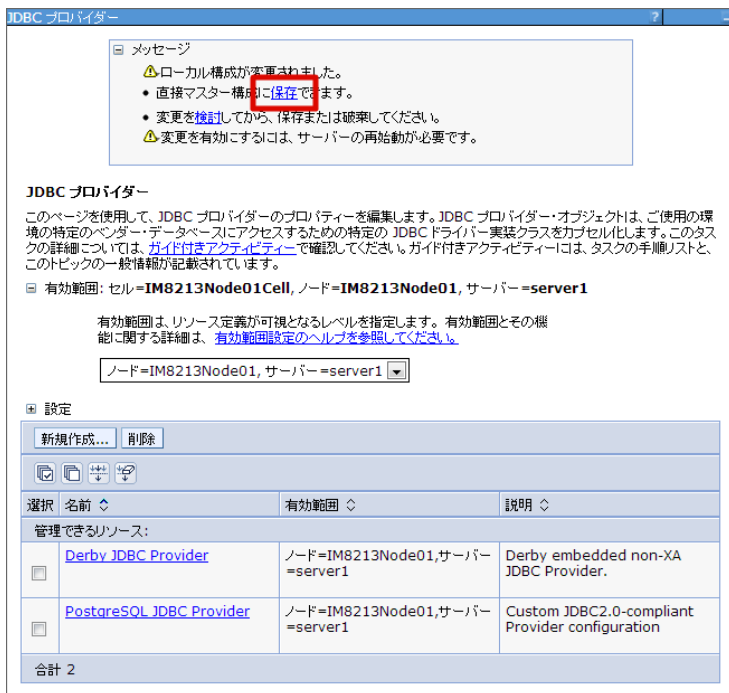 JDBC プロバイダー ? -
メッセージ
ローカル構成が変更されました。
• 直接マスター構成に保存できます。
• 変更を検討してから、保存または破棄してください。
変更を有効にするには、サーバーの再始動が必要です。
JDBC プロバイダー
このページを使用して、JDBC プロバイダーのプロパティーを編集します。JDBC プロバイダー・オブジェクトは、ご使用の環
境の特定のベンダー・データベースにアクセスするための特定の JDBC ドライバー実装クラスをカプセル化します。このタス
クの詳細については、ガイド付きアクティビティーで確認してください。ガイド付きアクティビティーには、タスクの手順リストと、
このトピックの一般情報が記載されています。
有効範囲: セル=IM8213Node01Cell, ノード=IM8213Node01, サーバー=server1
有効範囲は、リソース定義が可視となるレベルを指定します。有効範囲とその機
能に関する詳細は、有効範囲設定のヘルプを参照してください。
ノード=IM8213Node01, サーバー=server1
設定
新規作成... 削除
選択 名前 有効範囲 説明
管理できるリソース:
Derby JDBC Provider ノード=IM8213Node01,サーバー Derby embedded non-XA
=server1 JDBC Provider.
PostgreSQL JDBC Provider ノード=IM8213Node01,サーバー Custom JDBC2.0-compliant
=server1 Provider configuration
合計 2